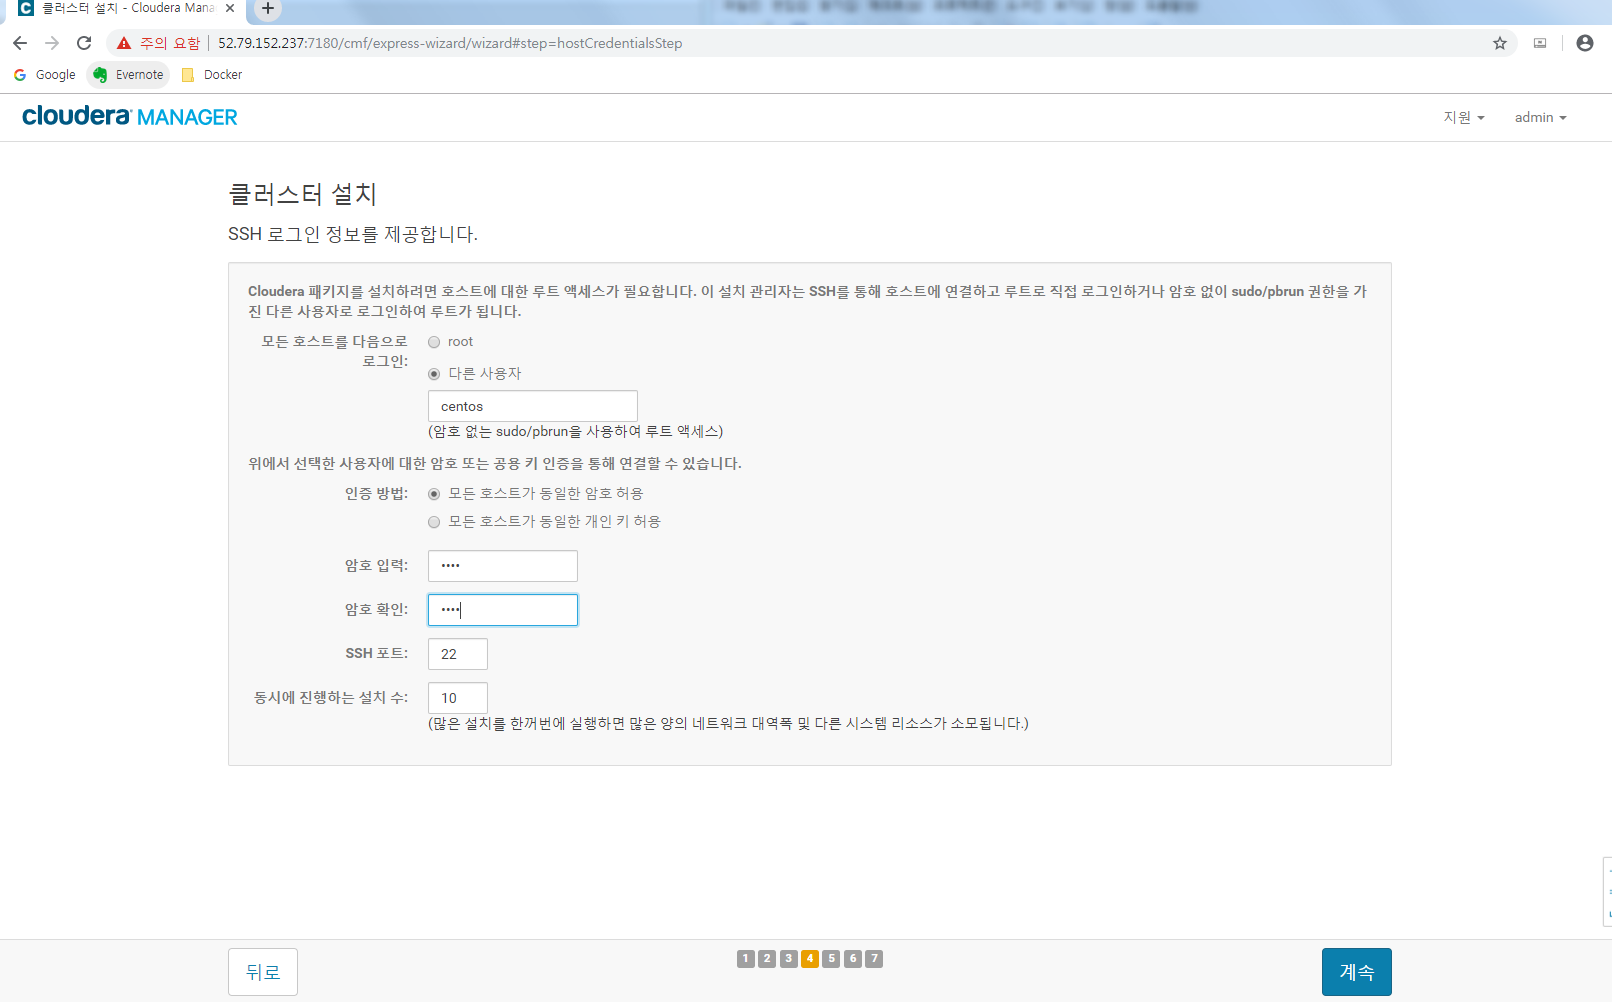 클러스터 설치 - Cloudera Mana
주의 요함 52.79.152.237:7180/cmf/express-wizard/wizard#step=hostCredentialsStep
Google Evernote Docker
cloudera MANAGER 지원 admin
클러스터 설치
SSH 로그인 정보를 제공합니다.
Cloudera 패키지를 설치하려면 호스트에 대한 루트 액세스가 필요합니다. 이 설치 관리자는 SSH를 통해 호스트에 연결하고 루트로 직접 로그인하거나 암호 없이 sudo/pbrun 권한을 가
진 다른 사용자로 로그인하여 루트가 됩니다.
모든 호스트를 다음으로 root
로그인:
다른 사용자
centos
(암호 없는 sudo/pbrun을 사용하여 루트 액세스)
위에서 선택한 사용자에 대한 암호 또는 공용 키 인증을 통해 연결할 수 있습니다.
인증 방법: 모든 호스트가 동일한 암호 허용
모든 호스트가 동일한 개인 키 허용
암호 입력: ••••
암호 확인: ••••
SSH 포트: 22
동시에 진행하는 설치 수: 10
(많은 설치를 한꺼번에 실행하면 많은 양의 네트워크 대역폭 및 다른 시스템 리소스가 소모됩니다.)
뒤로 1 2 3 4 5 6 7 계속